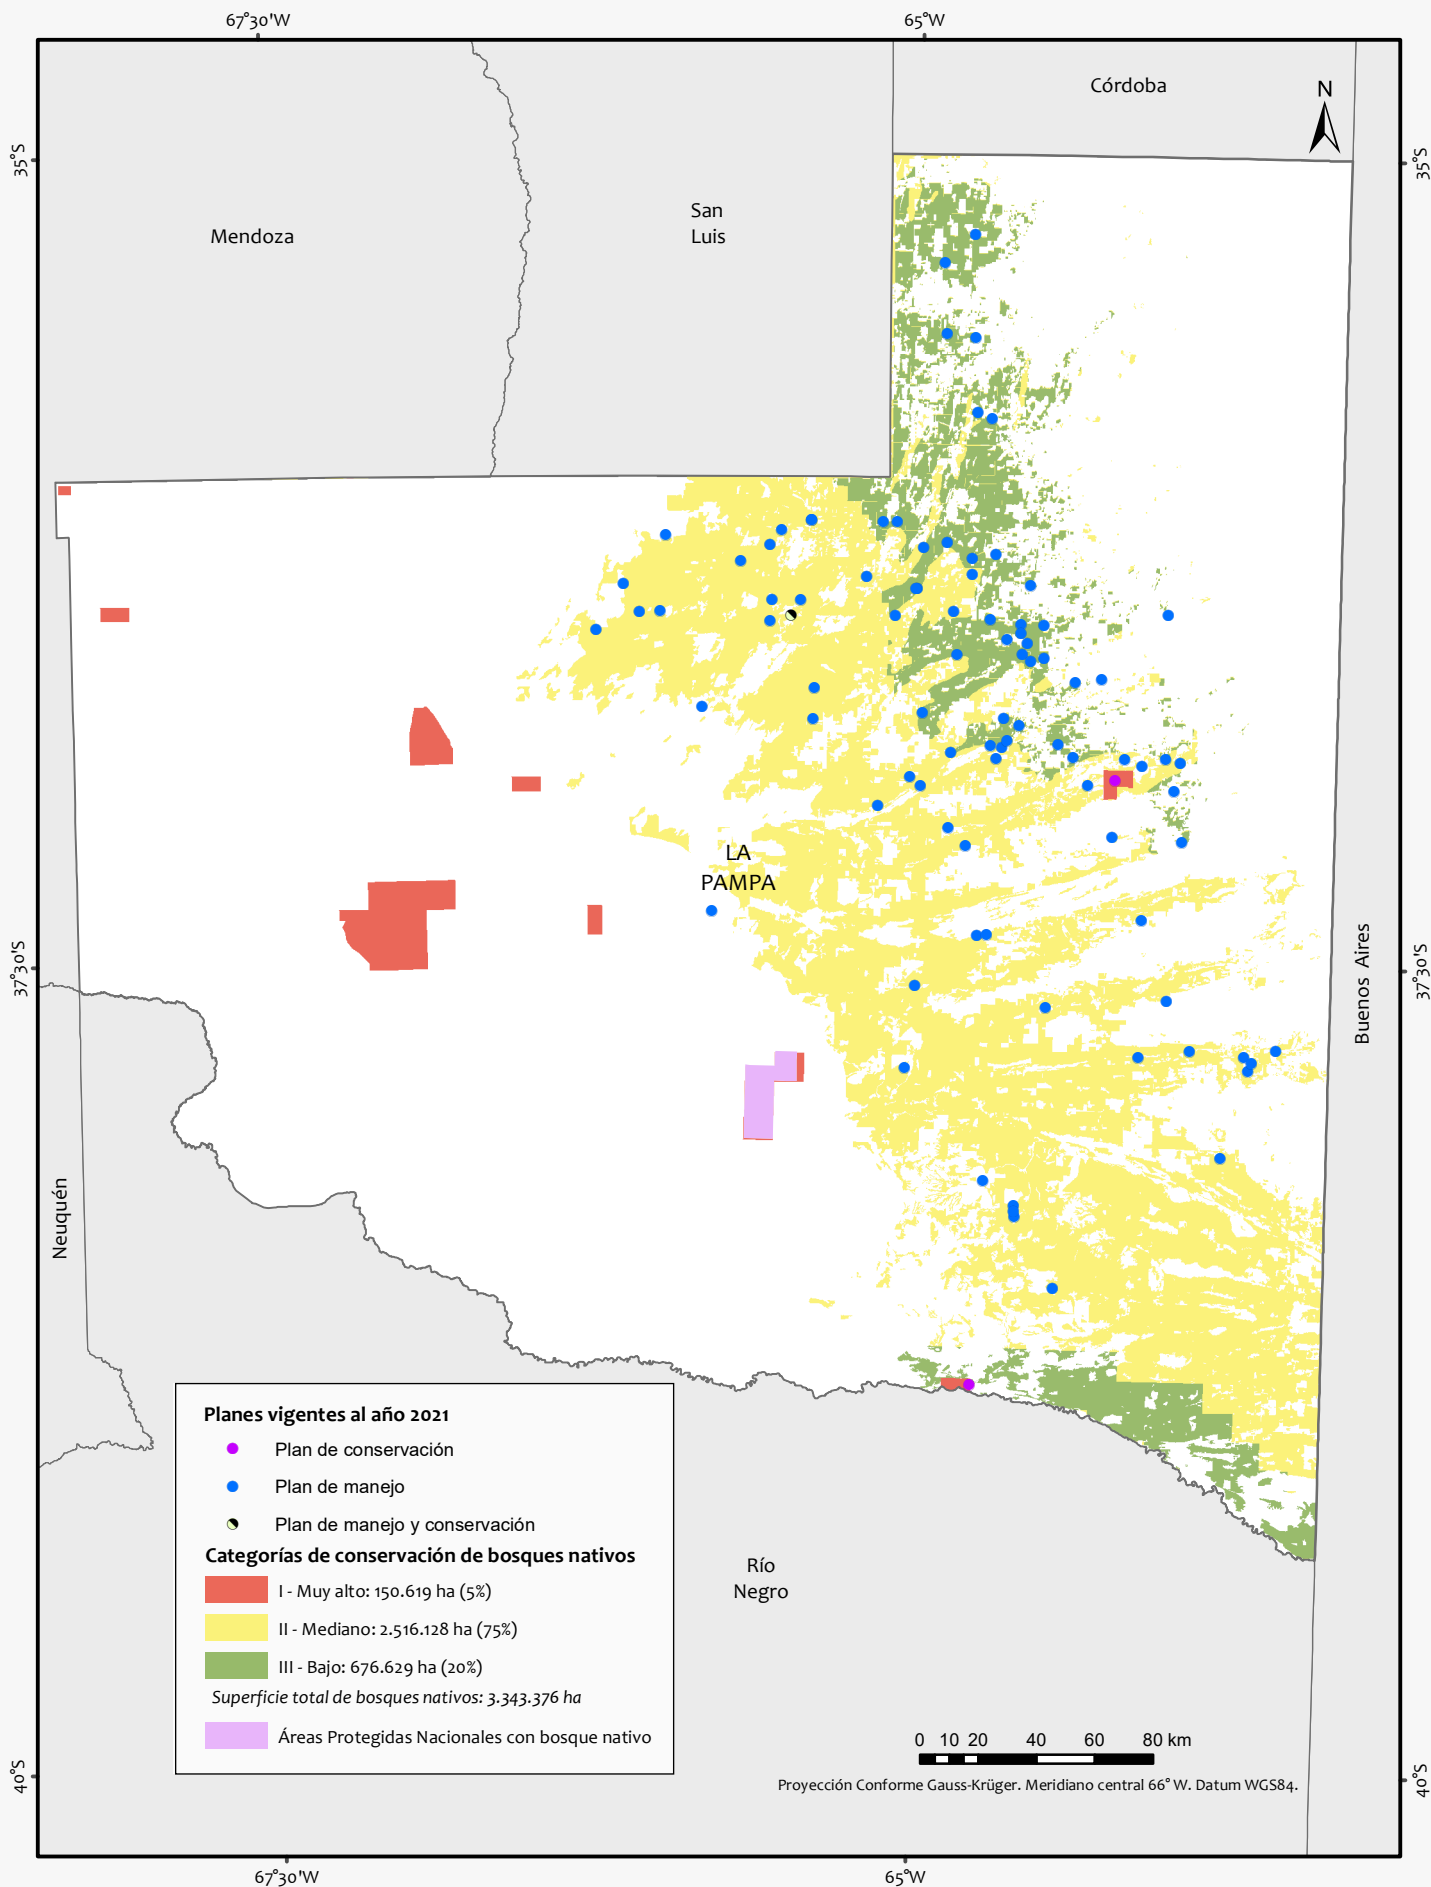 67°30'W
65°W
Córdoba
N
35°S
35°S
San
Luis
Mendoza
LA
PAMPA
37°30'S
37°30'S
Buenos Aires
Neuquén
Planes vigentes al año 2021
Plan de conservación
Plan de manejo
Plan de manejo y conservación
Categorías de conservación de bosques nativos
I - Muy alto: 150.619 ha (5%)
II - Mediano: 2.516.128 ha (75%)
III - Bajo: 676.629 ha (20%)
Superficie total de bosques nativos: 3.343.376 ha
Áreas Protegidas Nacionales con bosque nativo
Río
Negro
0 10 20 40 60 80 km
Proyección Conforme Gauss-Krüger. Meridiano central 66° W. Datum WGS84.
40°S
40°S
67°30'W
65°W